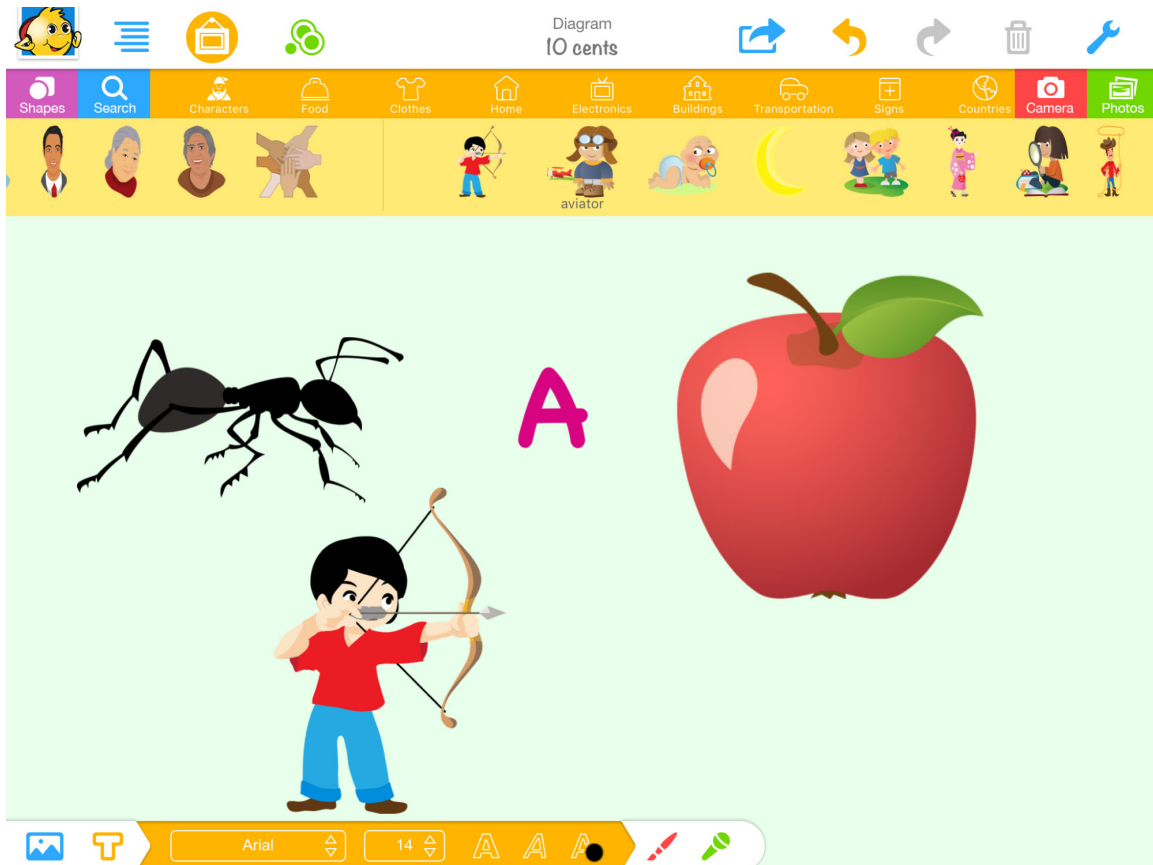 Diagram
10 cents
Shapes
Search
Characters
Food
Clothes
Home
Electronics
Buildings
Transportation
Signs
Countries
Camera
Photos
aviator
A
T
Arial
14
A
A
A